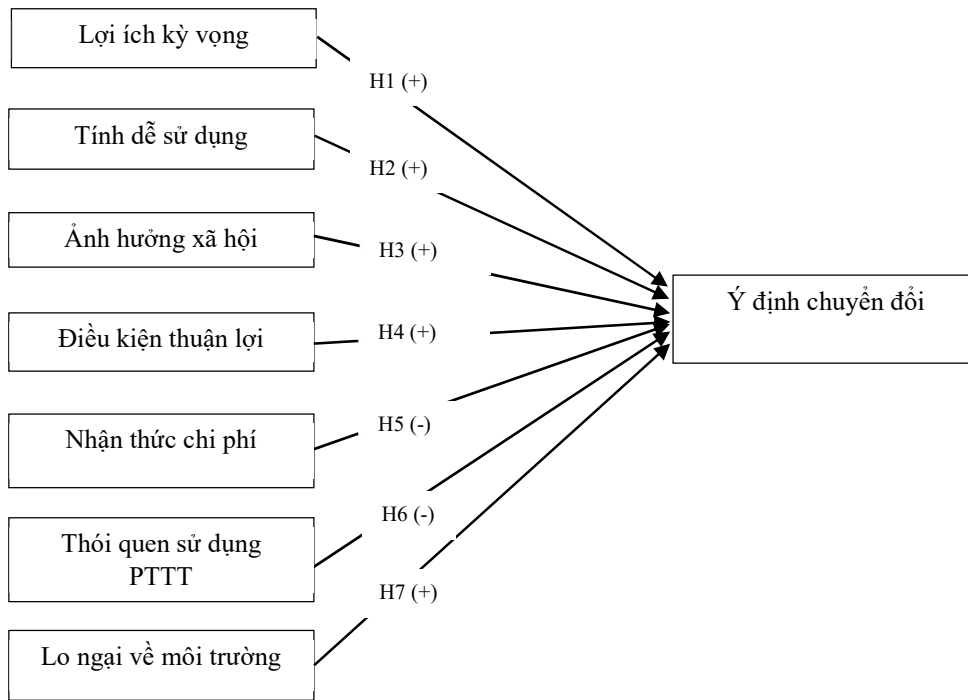 Lợi ích kỳ vọng
H1 (+)
Tính dễ sử dụng
H2 (+)
Ảnh hưởng xã hội
H3 (+)
Ý định chuyển đổi
Điều kiện thuận lợi
H4 (+)
Nhận thức chi phí
H5 (-)
H6 (-)
Thói quen sử dụng
PTTT
H7 (+)
Lo ngại về môi trường